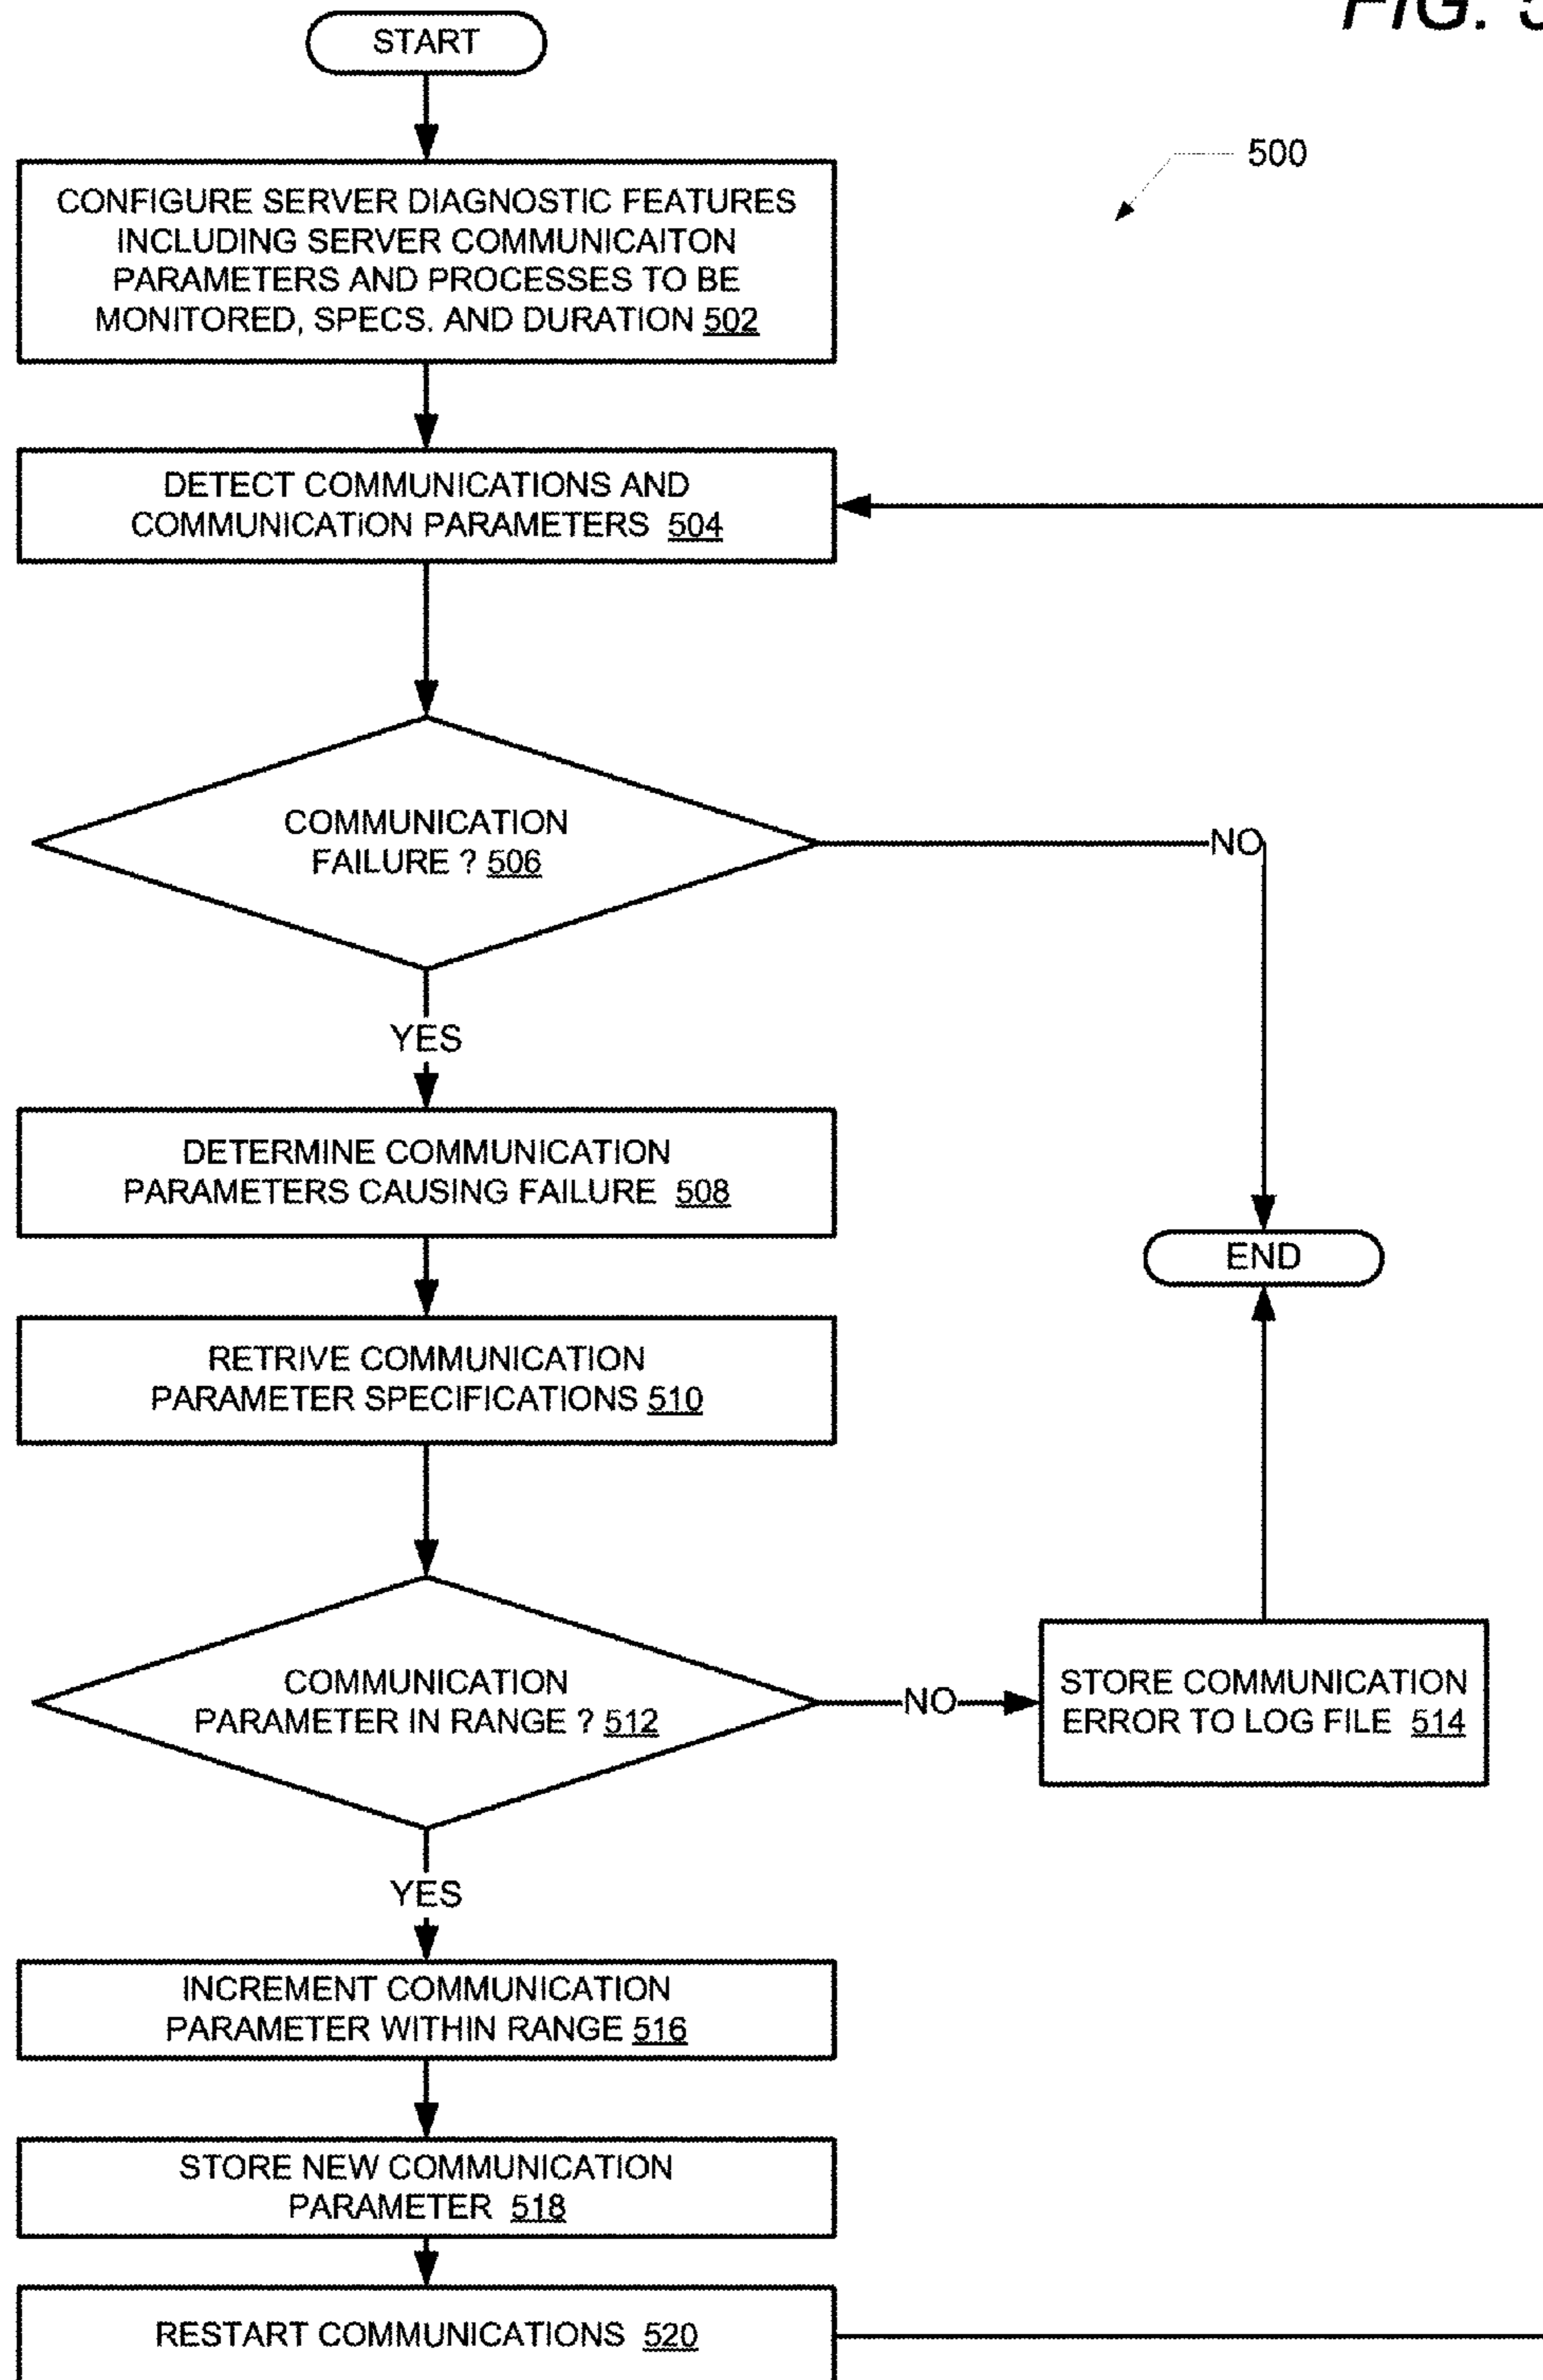 FIG. 5
START
500
CONFIGURE SERVER DIAGNOSTIC FEATURES
INCLUDING SERVER COMMUNICAITON
PARAMETERS AND PROCESSES TO BE
MONITORED, SPECS. AND DURATION 502
DETECT COMMUNICATIONS AND
COMMUNICATiON PARAMETERS 504
COMMUNICATION
FAILURE ? 506
NO
YES
DETERMINE COMMUNICATION
PARAMETERS CAUSING FAILURE 508
END
RETRIVE COMMUNICATION
PARAMETER SPECIFICATIONS 510
COMMUNICATION
PARAMETER IN RANGE ? 512
NO
STORE COMMUNICATION
ERROR TO LOG FILE 514
YES
INCREMENT COMMUNICATION
PARAMETER WITHIN RANGE 516
STORE NEW COMMUNICATION
PARAMETER 518
RESTART COMMUNICATIONS 520